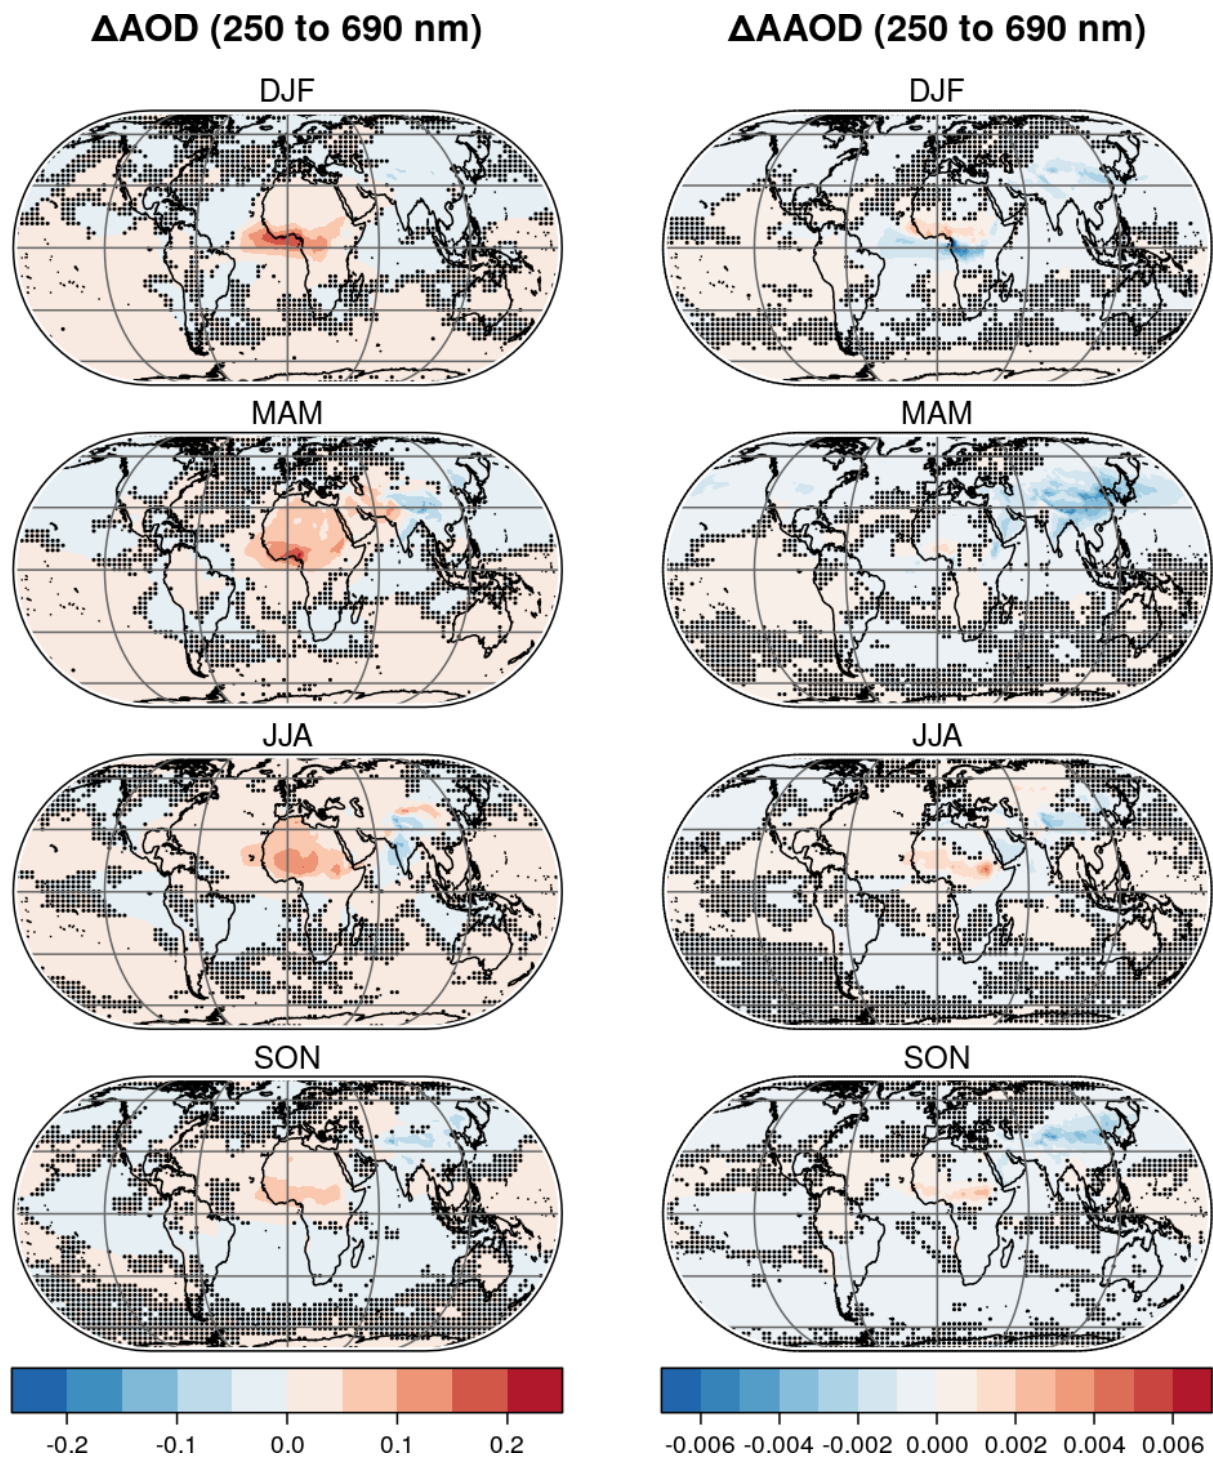 ΔAOD (250 to 690 nm)
ΔAAOD (250 to 690 nm)
DJF
DJF
MAM
MAM
JJA
JJA
SON
SON
-0.2 -0.1 0.0 0.1 0.2
-0.006 -0.004 -0.002 0.000 0.002 0.004 0.006